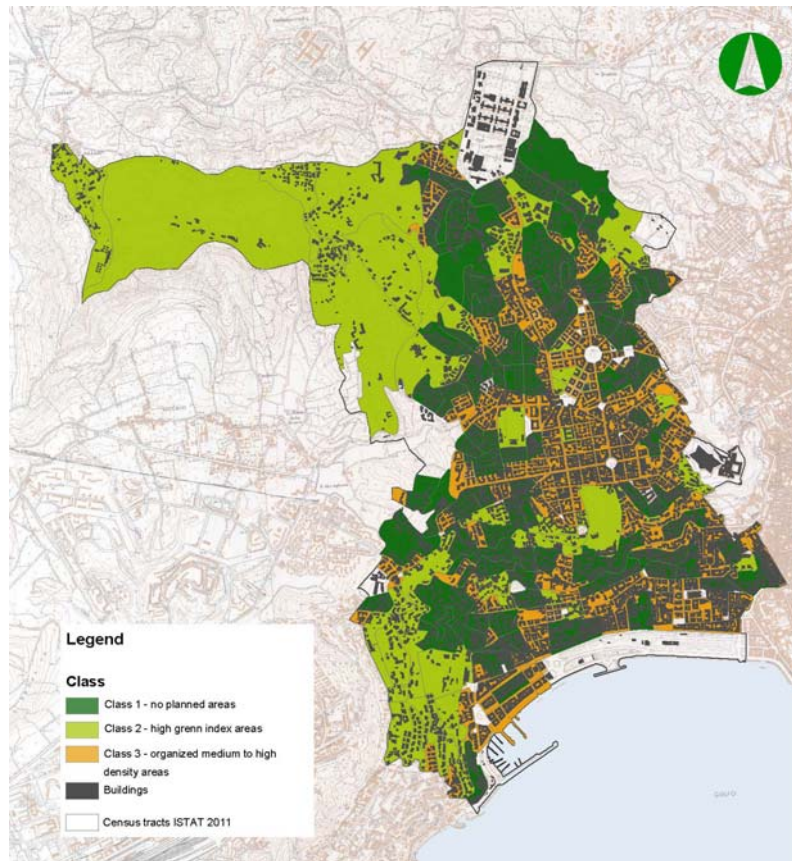 Legend
Class
Class 1 - no planned areas
Class 2 - high grenn index areas
Class 3 - organized medium to high
density areas
Buildings
Census tracts ISTAT 2011